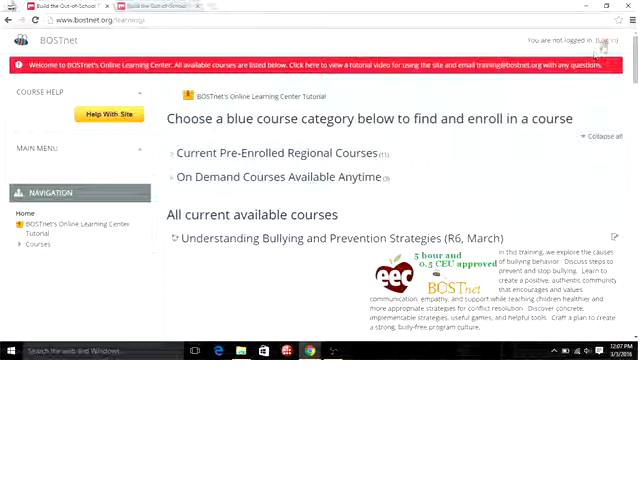 Build the Out-of-School T
Build the Out-of-School
www.bostnet.org/learning/
BOSTnet
You are not logged in. (Log in)
Welcome to BOSTnet's Online Learning Center. All available courses are listed below. Click here to view a tutorial video for using the site and email training@bostnet.org with any questions.
COURSE HELP
Help With Site
MAIN MENU
NAVIGATION
Home
BOSTnet's Online Learning Center
Tutorial
Courses
BOSTnet's Online Learning Center Tutorial
Choose a blue course category below to find and enroll in a course
Collapse all
Current Pre-Enrolled Regional Courses (11)
On Demand Courses Available Anytime (3)
All current available courses
Understanding Bullying and Prevention Strategies (R6, March)
eec
5 hour and
0.5 CEU approved
BOSTnet
In this training, we explore the causes
of bullying behavior. Discuss steps to
prevent and stop bullying. Learn to
create a positive, authentic community
that encourages and values
communication, empathy, and support while teaching children healthier and
more appropriate strategies for conflict resolution. Discover concrete,
implementable strategies, useful games, and helpful tools. Craft a plan to create
a strong, bully-free program culture.
Search the web and Windows
12:07 PM
3/3/2016